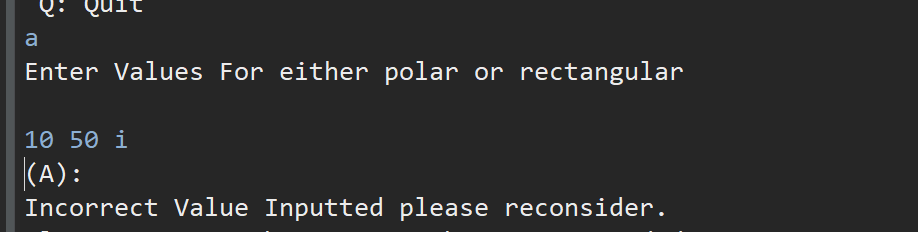 Q: Quit
a
Enter Values For either polar or rectangular
10 50 i
(A):
Incorrect Value Inputted please reconsider.